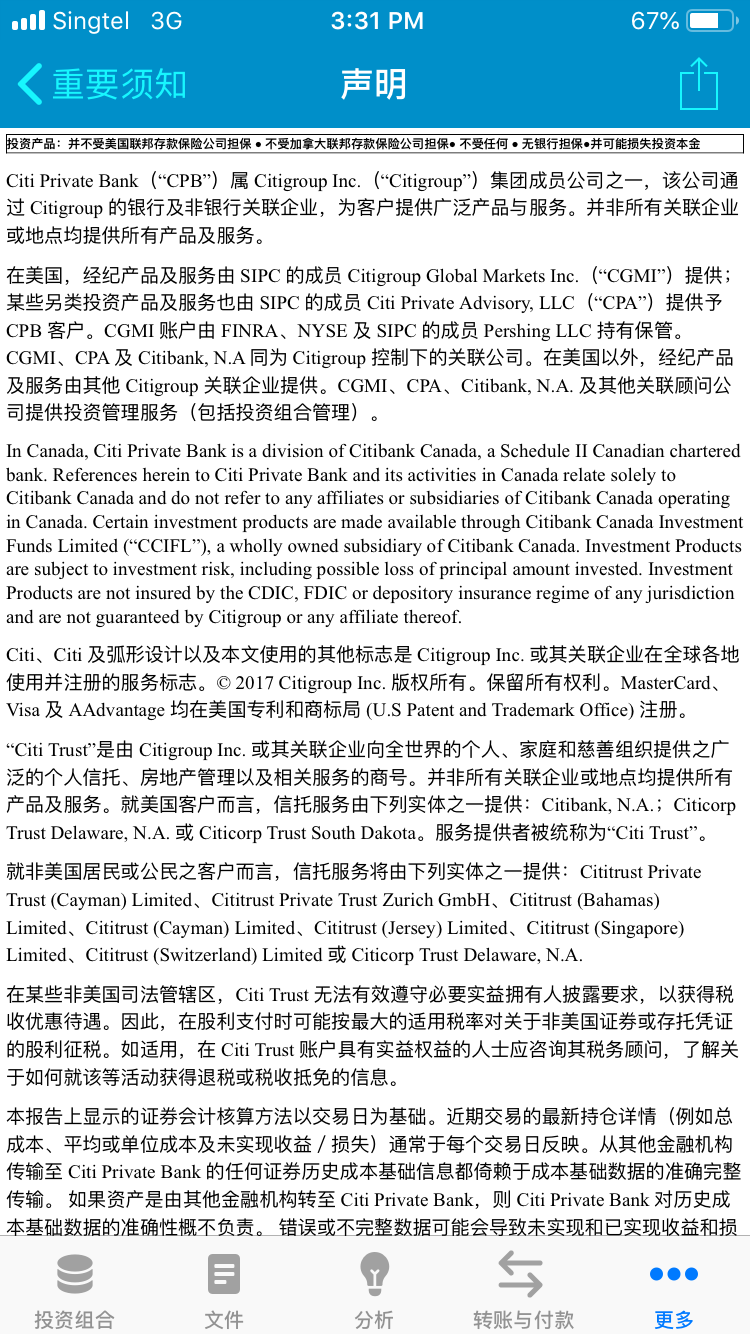 Singtel 3G 3:31 PM 67%
重要须知 声明
投资产品：并不受美国联邦存款保险公司担保 ● 不受加拿大联邦存款保险公司担保● 不受任何 ● 无银行担保●并可能损失投资本金
Citi Private Bank（“CPB”）属 Citigroup Inc.（“Citigroup”）集团成员公司之一，该公司通
过 Citigroup 的银行及非银行关联企业，为客户提供广泛产品与服务。并非所有关联企业
或地点均提供所有产品及服务。
在美国，经纪产品及服务由 SIPC 的成员 Citigroup Global Markets Inc.（“CGMI”）提供；
某些另类投资产品及服务也由 SIPC 的成员 Citi Private Advisory, LLC（“CPA”）提供予
CPB 客户。CGMI 账户由 FINRA、NYSE 及 SIPC 的成员 Pershing LLC 持有保管。
CGMI、CPA 及 Citibank, N.A 同为 Citigroup 控制下的关联公司。在美国以外，经纪产品
及服务由其他 Citigroup 关联企业提供。CGMI、CPA、Citibank, N.A. 及其他关联顾问公
司提供投资管理服务（包括投资组合管理）。
In Canada, Citi Private Bank is a division of Citibank Canada, a Schedule II Canadian chartered
bank. References herein to Citi Private Bank and its activities in Canada relate solely to
Citibank Canada and do not refer to any affiliates or subsidiaries of Citibank Canada operating
in Canada. Certain investment products are made available through Citibank Canada Investment
Funds Limited (“CCIFL”), a wholly owned subsidiary of Citibank Canada. Investment Products
are subject to investment risk, including possible loss of principal amount invested. Investment
Products are not insured by the CDIC, FDIC or depository insurance regime of any jurisdiction
and are not guaranteed by Citigroup or any affiliate thereof.
Citi、Citi 及弧形设计以及本文使用的其他标志是 Citigroup Inc. 或其关联企业在全球各地
使用并注册的服务标志。© 2017 Citigroup Inc. 版权所有。保留所有权利。MasterCard、
Visa 及 AAdvantage 均在美国专利和商标局 (U.S Patent and Trademark Office) 注册。
“Citi Trust”是由 Citigroup Inc. 或其关联企业向全世界的个人、家庭和慈善组织提供之广
泛的个人信托、房地产管理以及相关服务的商号。并非所有关联企业或地点均提供所有
产品及服务。就美国客户而言，信托服务由下列实体之一提供：Citibank, N.A.；Citicorp
Trust Delaware, N.A. 或 Citicorp Trust South Dakota。服务提供者被统称为“Citi Trust”。
就非美国居民或公民之客户而言，信托服务将由下列实体之一提供：Cititrust Private
Trust (Cayman) Limited、Cititrust Private Trust Zurich GmbH、Cititrust (Bahamas)
Limited、Cititrust (Cayman) Limited、Cititrust (Jersey) Limited、Cititrust (Singapore)
Limited、Cititrust (Switzerland) Limited 或 Citicorp Trust Delaware, N.A.
在某些非美国司法管辖区，Citi Trust 无法有效遵守必要实益拥有人披露要求，以获得税
收优惠待遇。因此，在股利支付时可能按最大的适用税率对关于非美国证券或存托凭证
的股利征税。如适用，在 Citi Trust 账户具有实益权益的人士应咨询其税务顾问，了解关
于如何就该等活动获得退税或税收抵免的信息。
本报告上显示的证券会计核算方法以交易日为基础。近期交易的最新持仓详情（例如总
成本、平均或单位成本及未实现收益 / 损失）通常于每个交易日反映。从其他金融机构
传输至 Citi Private Bank 的任何证券历史成本基础信息都倚赖于成本基础数据的准确完整
传输。 如果资产是由其他金融机构转至 Citi Private Bank，则 Citi Private Bank 对历史成
本基础数据的准确性概不负责。 错误或不完整数据可能会导致未实现和已实现收益和损
投资组合 文件 分析 转账与付款 更多